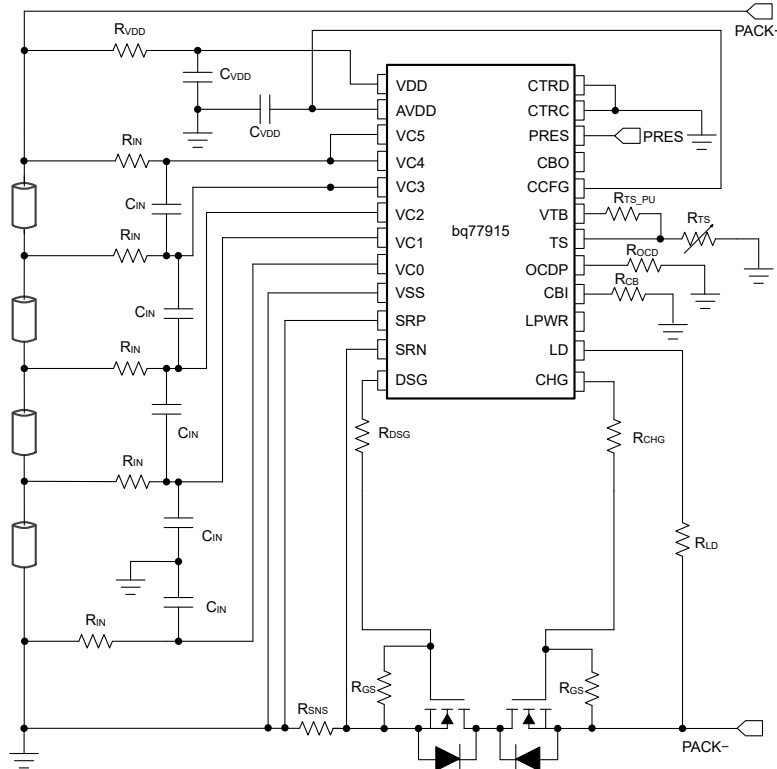 PACK+
RVDD
CVDD
CVDD
VDD
AVDD
VC5
VC4
VC3
VC2
VC1
VC0
VSS
SRP
SRN
DSG
bq77915
CTRD
CTRC
PRES
CBO
CCFG
VTB
TS
OCDP
CBI
LPWR
LD
CHG
PRES
RTS_PU
RTS
ROCD
RCB
RIN
CIN
RIN
CIN
RIN
CIN
RIN
CIN
CIN
RIN
RDSG
RCHG
RLD
RGS
RGS
RSNS
PACK–